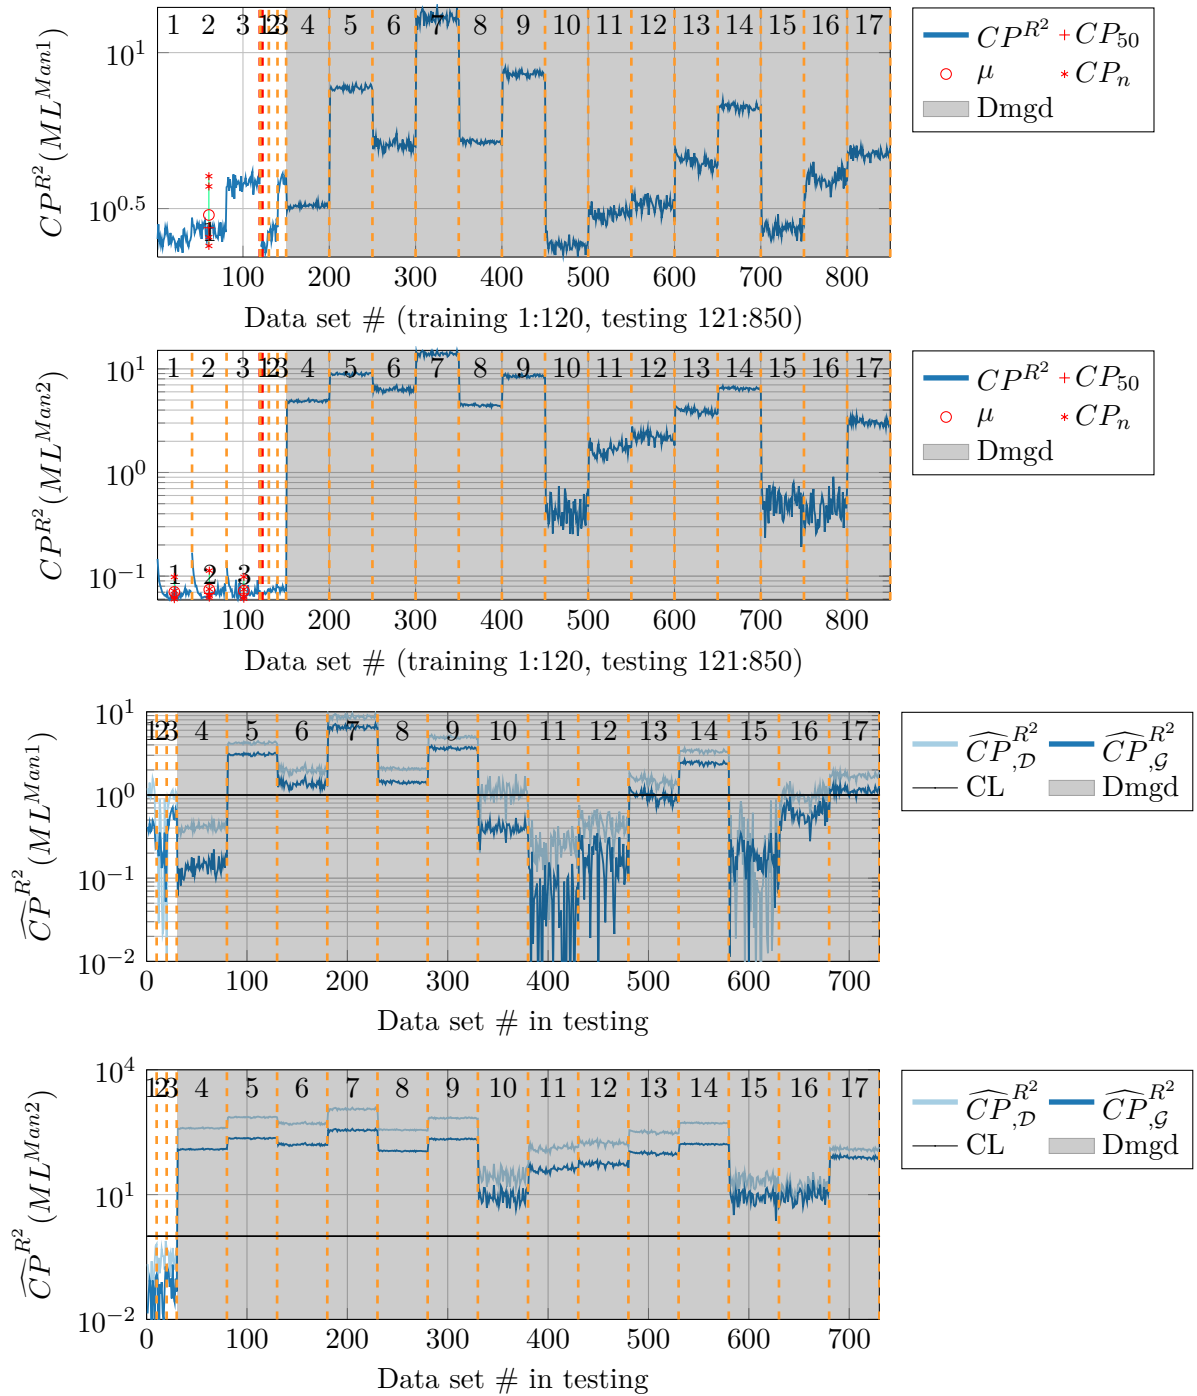 1 2 3 1 2 3 4 5 6 7 8 9 10 11 12 13 14 15 16 17
10^1
10^0.5
CP^{R^2}(ML^{Man1})
1
100 200 300 400 500 600 700 800
Data set # (training 1:120, testing 121:850)
CP^{R^2} + CP_50
μ * CP_n
Dmgd
1 2 3 1 2 3 4 5 6 7 8 9 10 11 12 13 14 15 16 17
10^1
10^0
10^−1
CP^{R^2}(ML^{Man2})
1 2 3
100 200 300 400 500 600 700 800
Data set # (training 1:120, testing 121:850)
CP^{R^2} + CP_50
μ * CP_n
Dmgd
1 2 3 4 5 6 7 8 9 10 11 12 13 14 15 16 17
10^1
10^0
10^−1
10^−2
\widehat{CP}^{R^2}(ML^{Man1})
0 100 200 300 400 500 600 700
Data set # in testing
\widehat{CP}^{R^2}_{,𝒟} \widehat{CP}^{R^2}_{,𝒢}
CL Dmgd
1 2 3 4 5 6 7 8 9 10 11 12 13 14 15 16 17
10^4
10^1
10^−2
\widehat{CP}^{R^2}(ML^{Man2})
0 100 200 300 400 500 600 700
Data set # in testing
\widehat{CP}^{R^2}_{,𝒟} \widehat{CP}^{R^2}_{,𝒢}
CL Dmgd